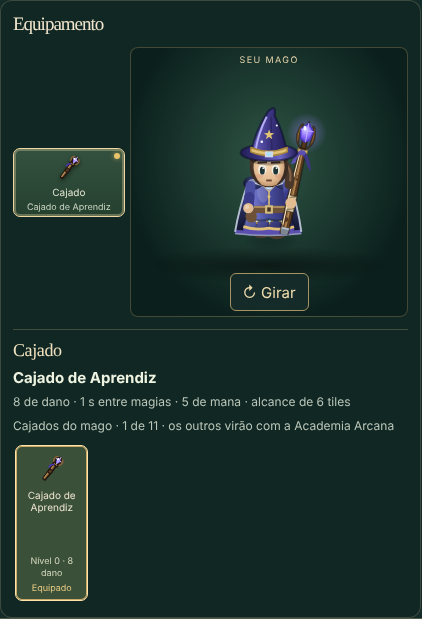 Equipamento
SEU MAGO
Cajado
Cajado de Aprendiz
Girar
Cajado
Cajado de Aprendiz
8 de dano · 1 s entre magias · 5 de mana · alcance de 6 tiles
Cajados do mago · 1 de 11 · os outros virão com a Academia Arcana
Cajado de
Aprendiz
Nível 0 · 8
dano
Equipado